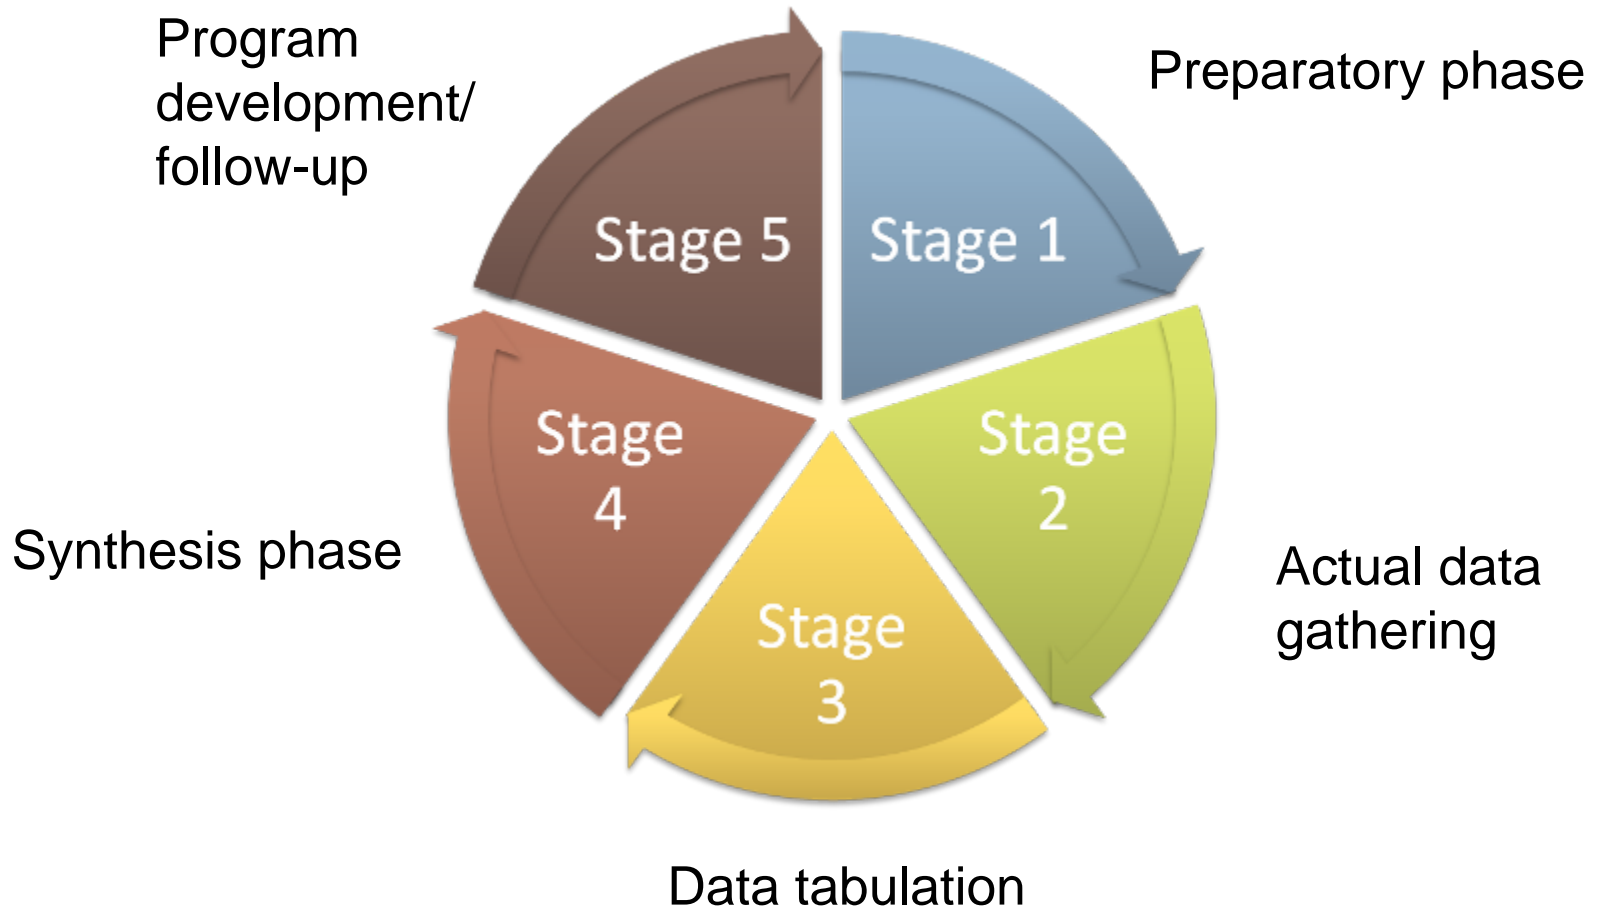 Program
development/
follow-up
Preparatory phase
Stage 5
Stage 1
Stage
4
Stage
2
Synthesis phase
Actual data
gathering
Stage
3
Data tabulation